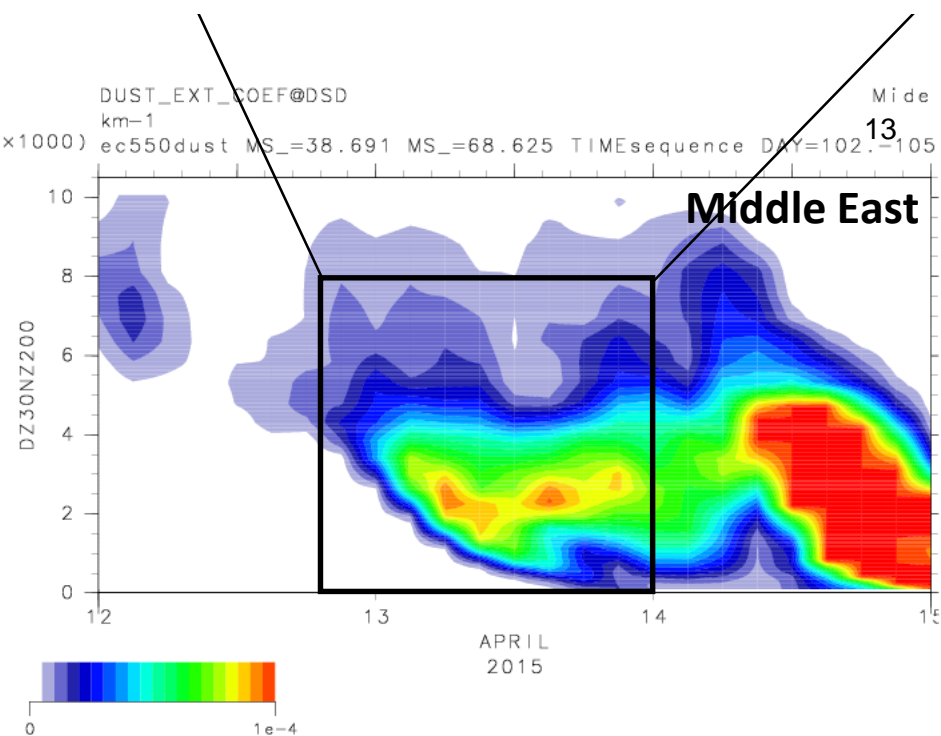 DUST_EXT_COEF@DSD
Mide
km-1
13
×1000) ec550dust MS_=38.691 MS_=68.625 TIMEsequence DAY=102.-105
Middle East
10
8
6
4
2
0
DZ30NZ200
12 13 14 15
APRIL
2015
0 1e-4